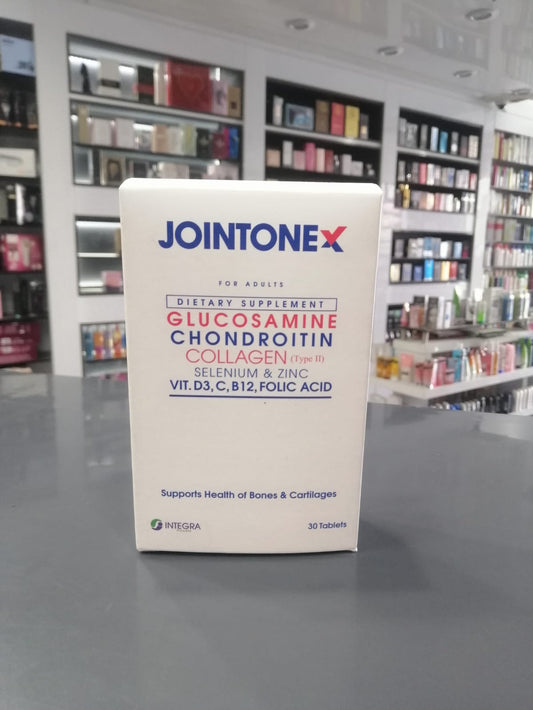 JOINTONEX
FOR ADULTS
DIETARY SUPPLEMENT
GLUCOSAMINE
CHONDROITIN
COLLAGEN (Type II)
SELENIUM & ZINC
VIT. D3, C, B12, FOLIC ACID
Supports Health of Bones & Cartilages
INTEGRA
30 Tablets